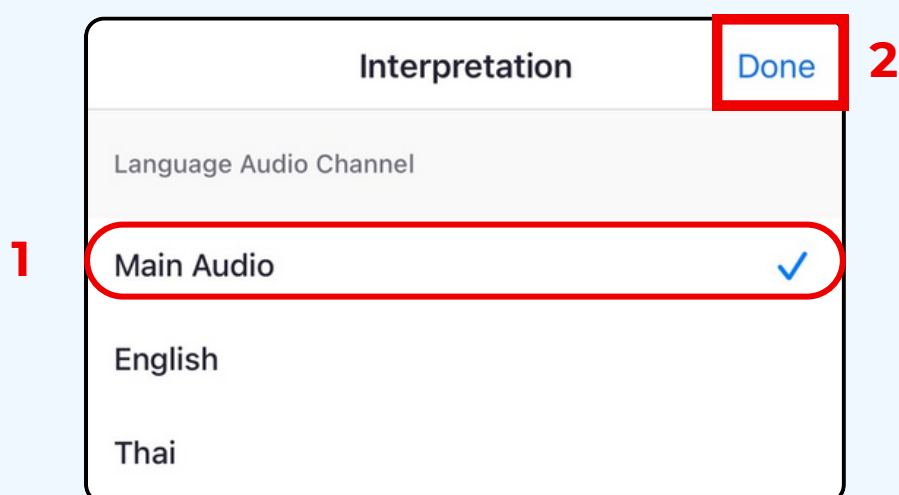 Interpretation Done 2
Language Audio Channel
1 Main Audio
English
Thai